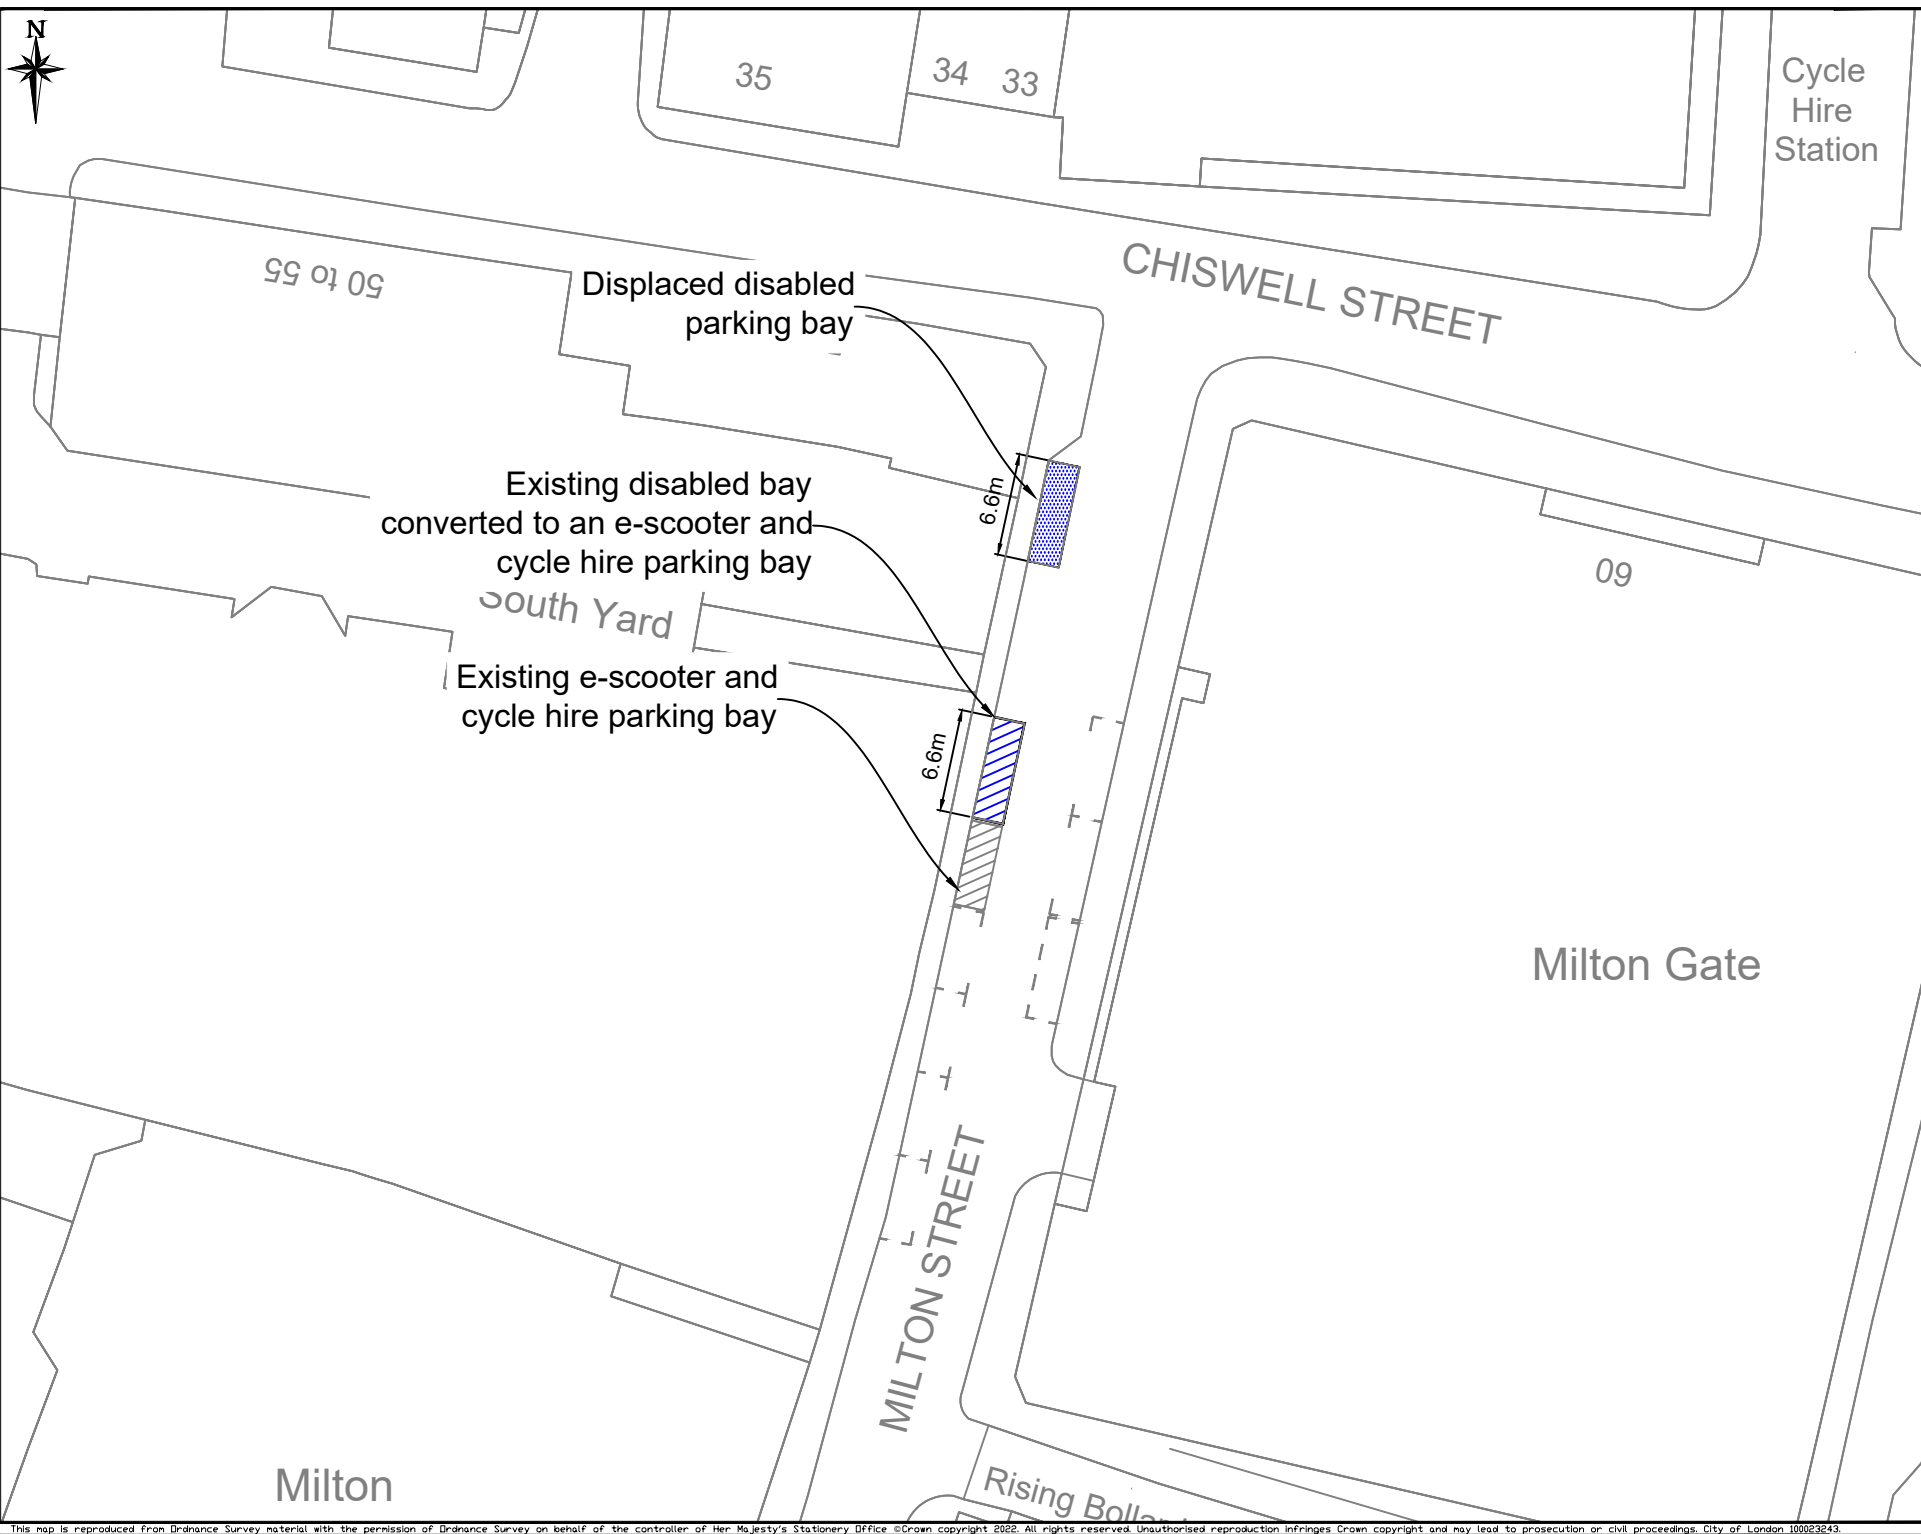 N
35
34
33
Cycle
Hire
Station
50 to 55
CHISWELL STREET
Displaced disabled
parking bay
6.6m
Existing disabled bay
converted to an e-scooter and
cycle hire parking bay
60
South Yard
Existing e-scooter and
cycle hire parking bay
6.6m
Milton Gate
MILTON STREET
Milton
Rising
This map is reproduced from Ordnance Survey material with the permission of Ordnance Survey on behalf of the controller of Her Majesty's Stationery Office ©Crown copyright 2022. All rights reserved. Unauthorised reproduction infringes Crown copyright and may lead to prosecution or civil proceedings. City of London 100023243.